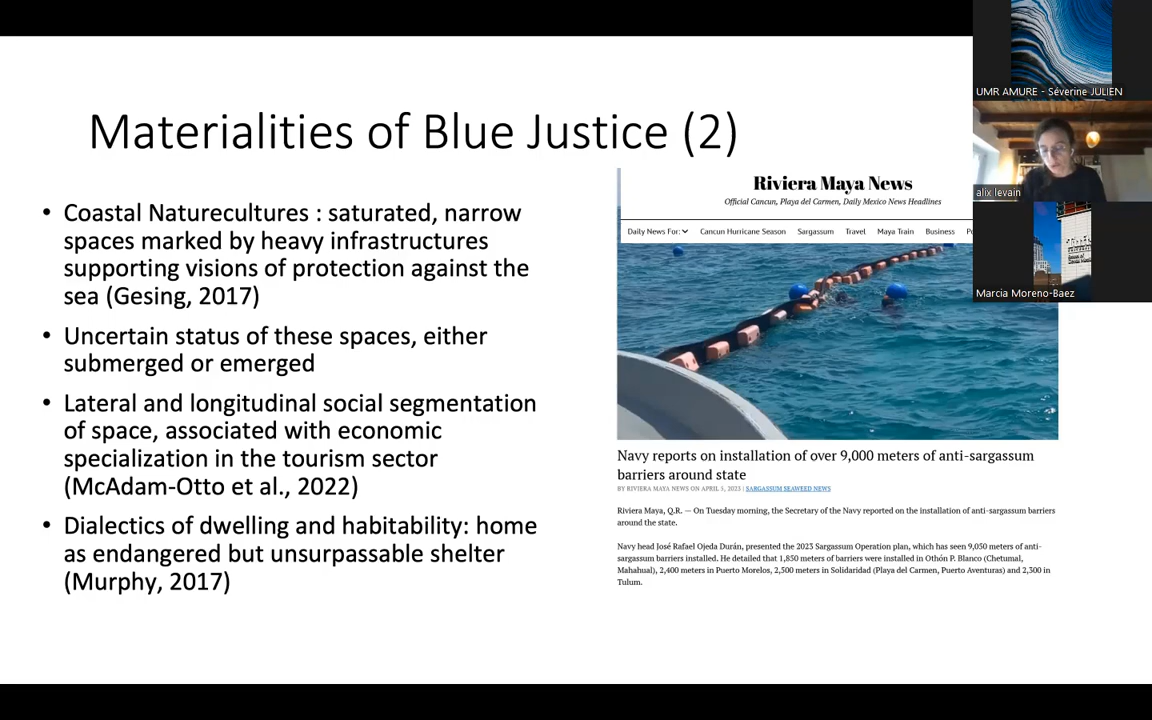 Materialities of Blue Justice (2)
• Coastal Naturecultures : saturated, narrow
spaces marked by heavy infrastructures
supporting visions of protection against the
sea (Gesing, 2017)
• Uncertain status of these spaces, either
submerged or emerged
• Lateral and longitudinal social segmentation
of space, associated with economic
specialization in the tourism sector
(McAdam-Otto et al., 2022)
• Dialectics of dwelling and habitability: home
as endangered but unsurpassable shelter
(Murphy, 2017)
Riviera Maya News
Official Cancun, Playa del Carmen, Daily Mexico News Headlines
Daily News For: Cancun Hurricane Season Sargassum Travel Maya Train Business
Navy reports on installation of over 9,000 meters of anti-sargassum
barriers around state
BY RIVIERA MAYA NEWS ON APRIL 5, 2023 | SARGASSUM SEAWEED NEWS
Riviera Maya, Q.R. — On Tuesday morning, the Secretary of the Navy reported on the installation of anti-sargassum barriers
around the state.
Navy head José Rafael Ojeda Durán, presented the 2023 Sargassum Operation plan, which has seen 9,050 meters of anti-
sargassum barriers installed. He detailed that 1,850 meters of barriers were installed in Othón P. Blanco (Chetumal,
Mahahual), 2,400 meters in Puerto Morelos, 2,500 meters in Solidaridad (Playa del Carmen, Puerto Aventuras) and 2,300 in
Tulum.
UMR AMURE - Séverine JULIEN
alix levain
Marcia Moreno-Baez